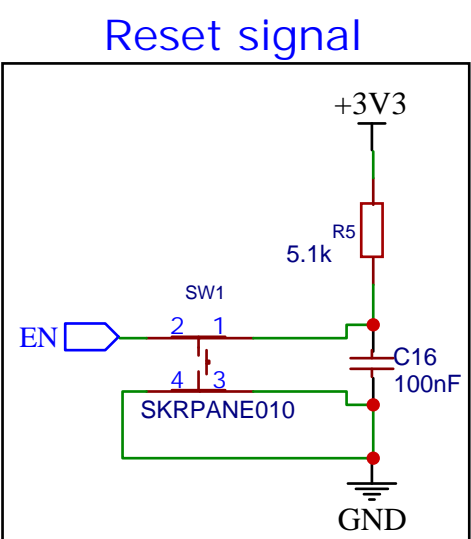 Reset signal
+3V3
R5
5.1k
SW1
EN
2 1
C16
100nF
4 3
SKRPANE010
GND